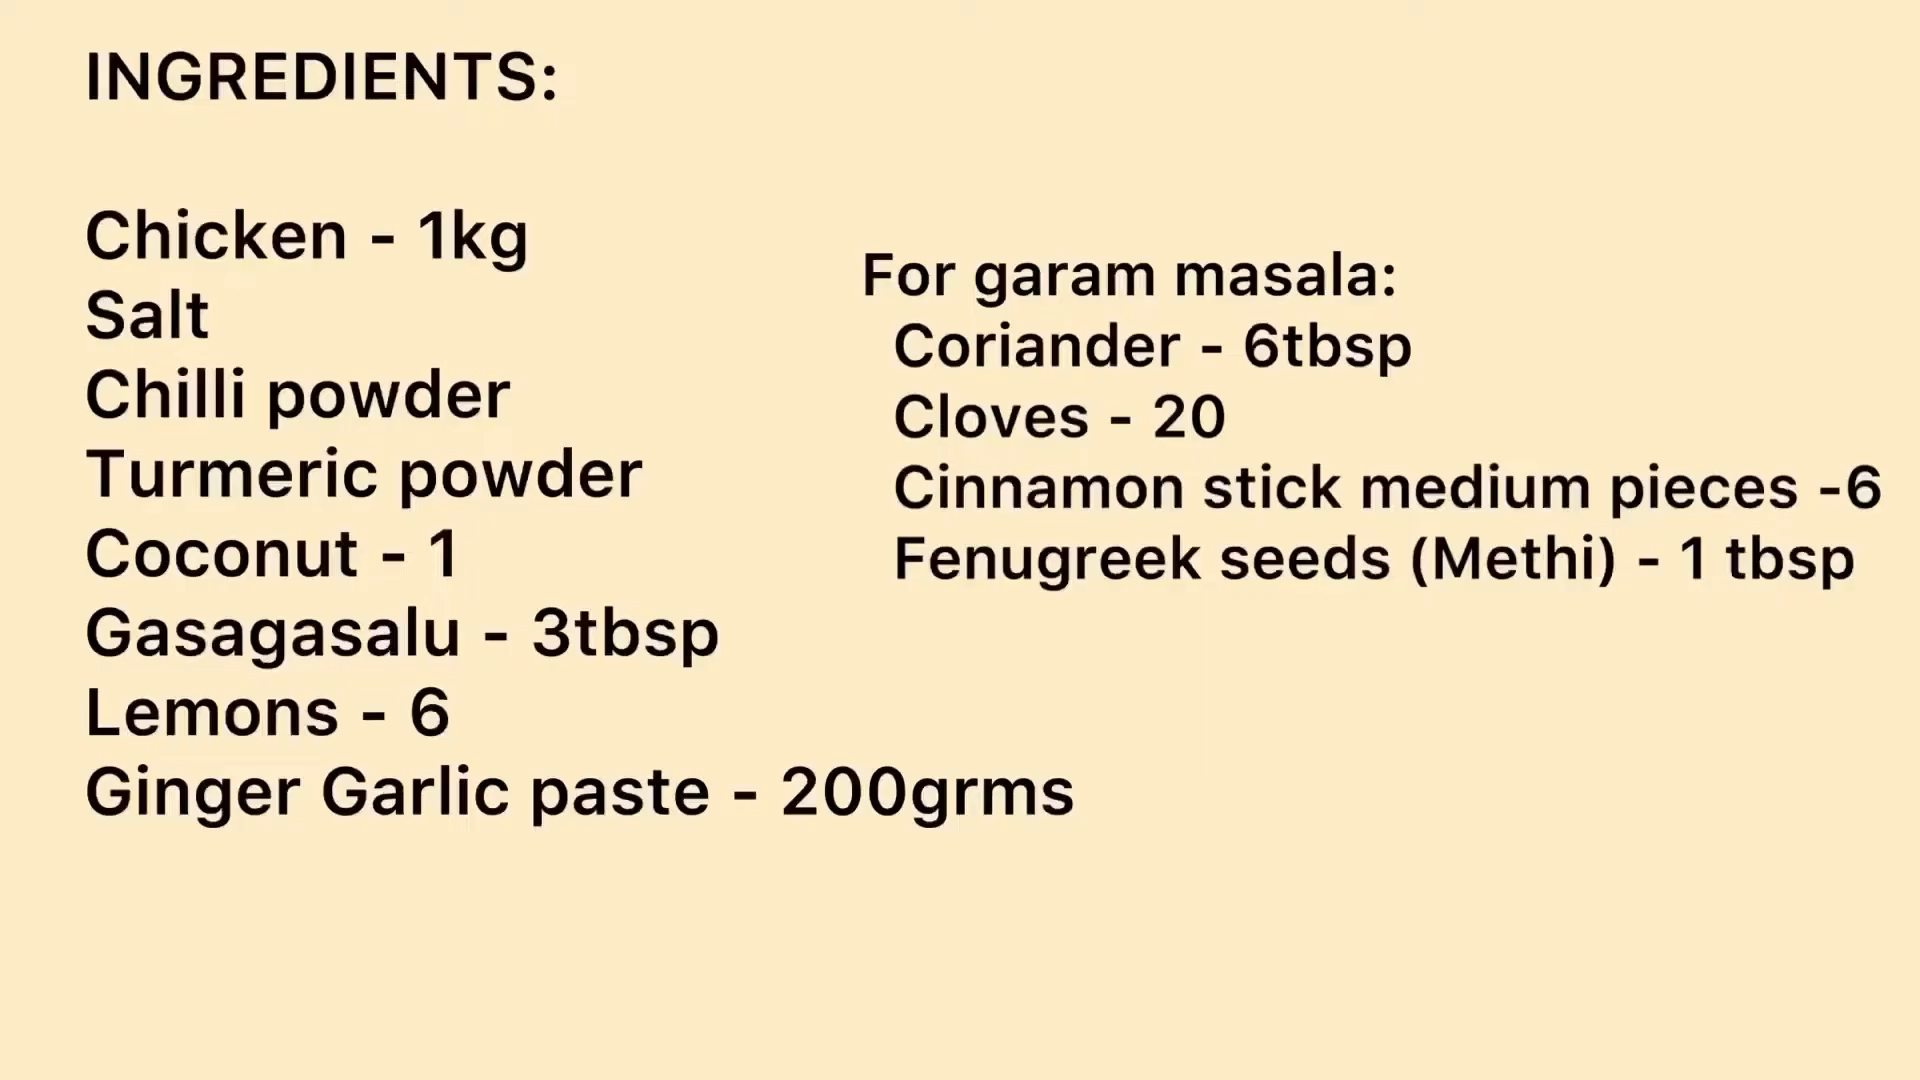 INGREDIENTS:
Chicken - 1kg
Salt
Chilli powder
Turmeric powder
Coconut - 1
Gasagasalu - 3tbsp
Lemons - 6
Ginger Garlic paste - 200grms
For garam masala:
Coriander - 6tbsp
Cloves - 20
Cinnamon stick medium pieces -6
Fenugreek seeds (Methi) - 1 tbsp